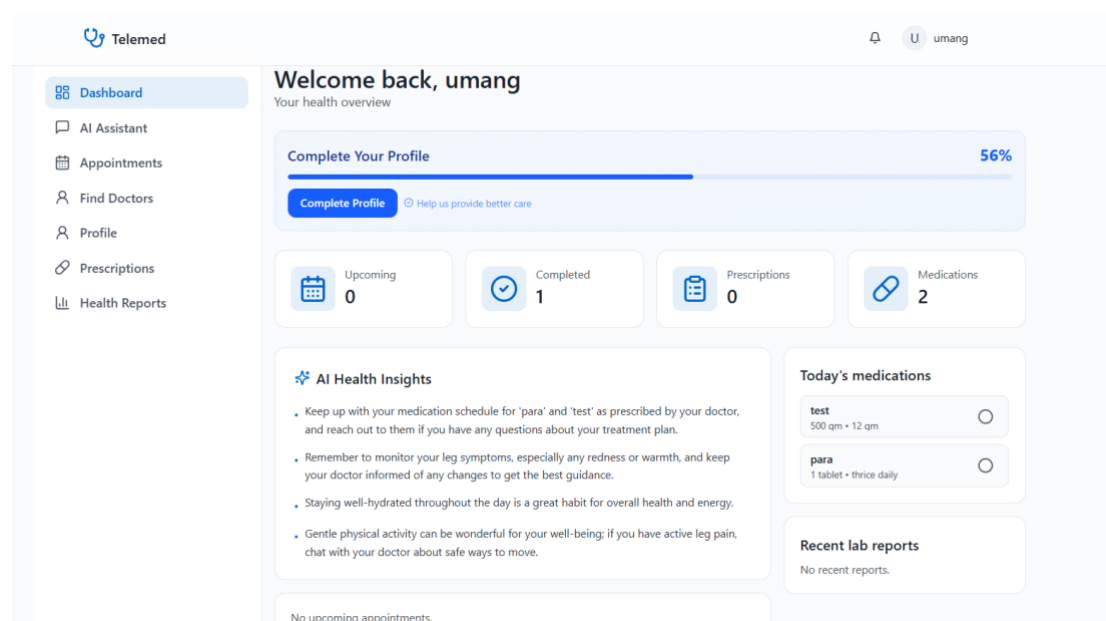 Telemed
U umang
Dashboard
AI Assistant
Appointments
Find Doctors
Profile
Prescriptions
Health Reports
Welcome back, umang
Your health overview
Complete Your Profile
56%
Complete Profile
Help us provide better care
Upcoming
0
Completed
1
Prescriptions
0
Medications
2
AI Health Insights
• Keep up with your medication schedule for 'para' and 'test' as prescribed by your doctor,
and reach out to them if you have any questions about your treatment plan.
• Remember to monitor your leg symptoms, especially any redness or warmth, and keep
your doctor informed of any changes to get the best guidance.
• Staying well-hydrated throughout the day is a great habit for overall health and energy.
• Gentle physical activity can be wonderful for your well-being; if you have active leg pain,
chat with your doctor about safe ways to move.
Today's medications
test
500 qm • 12 qm
para
1 tablet • thrice daily
Recent lab reports
No recent reports.
No upcoming appointments.